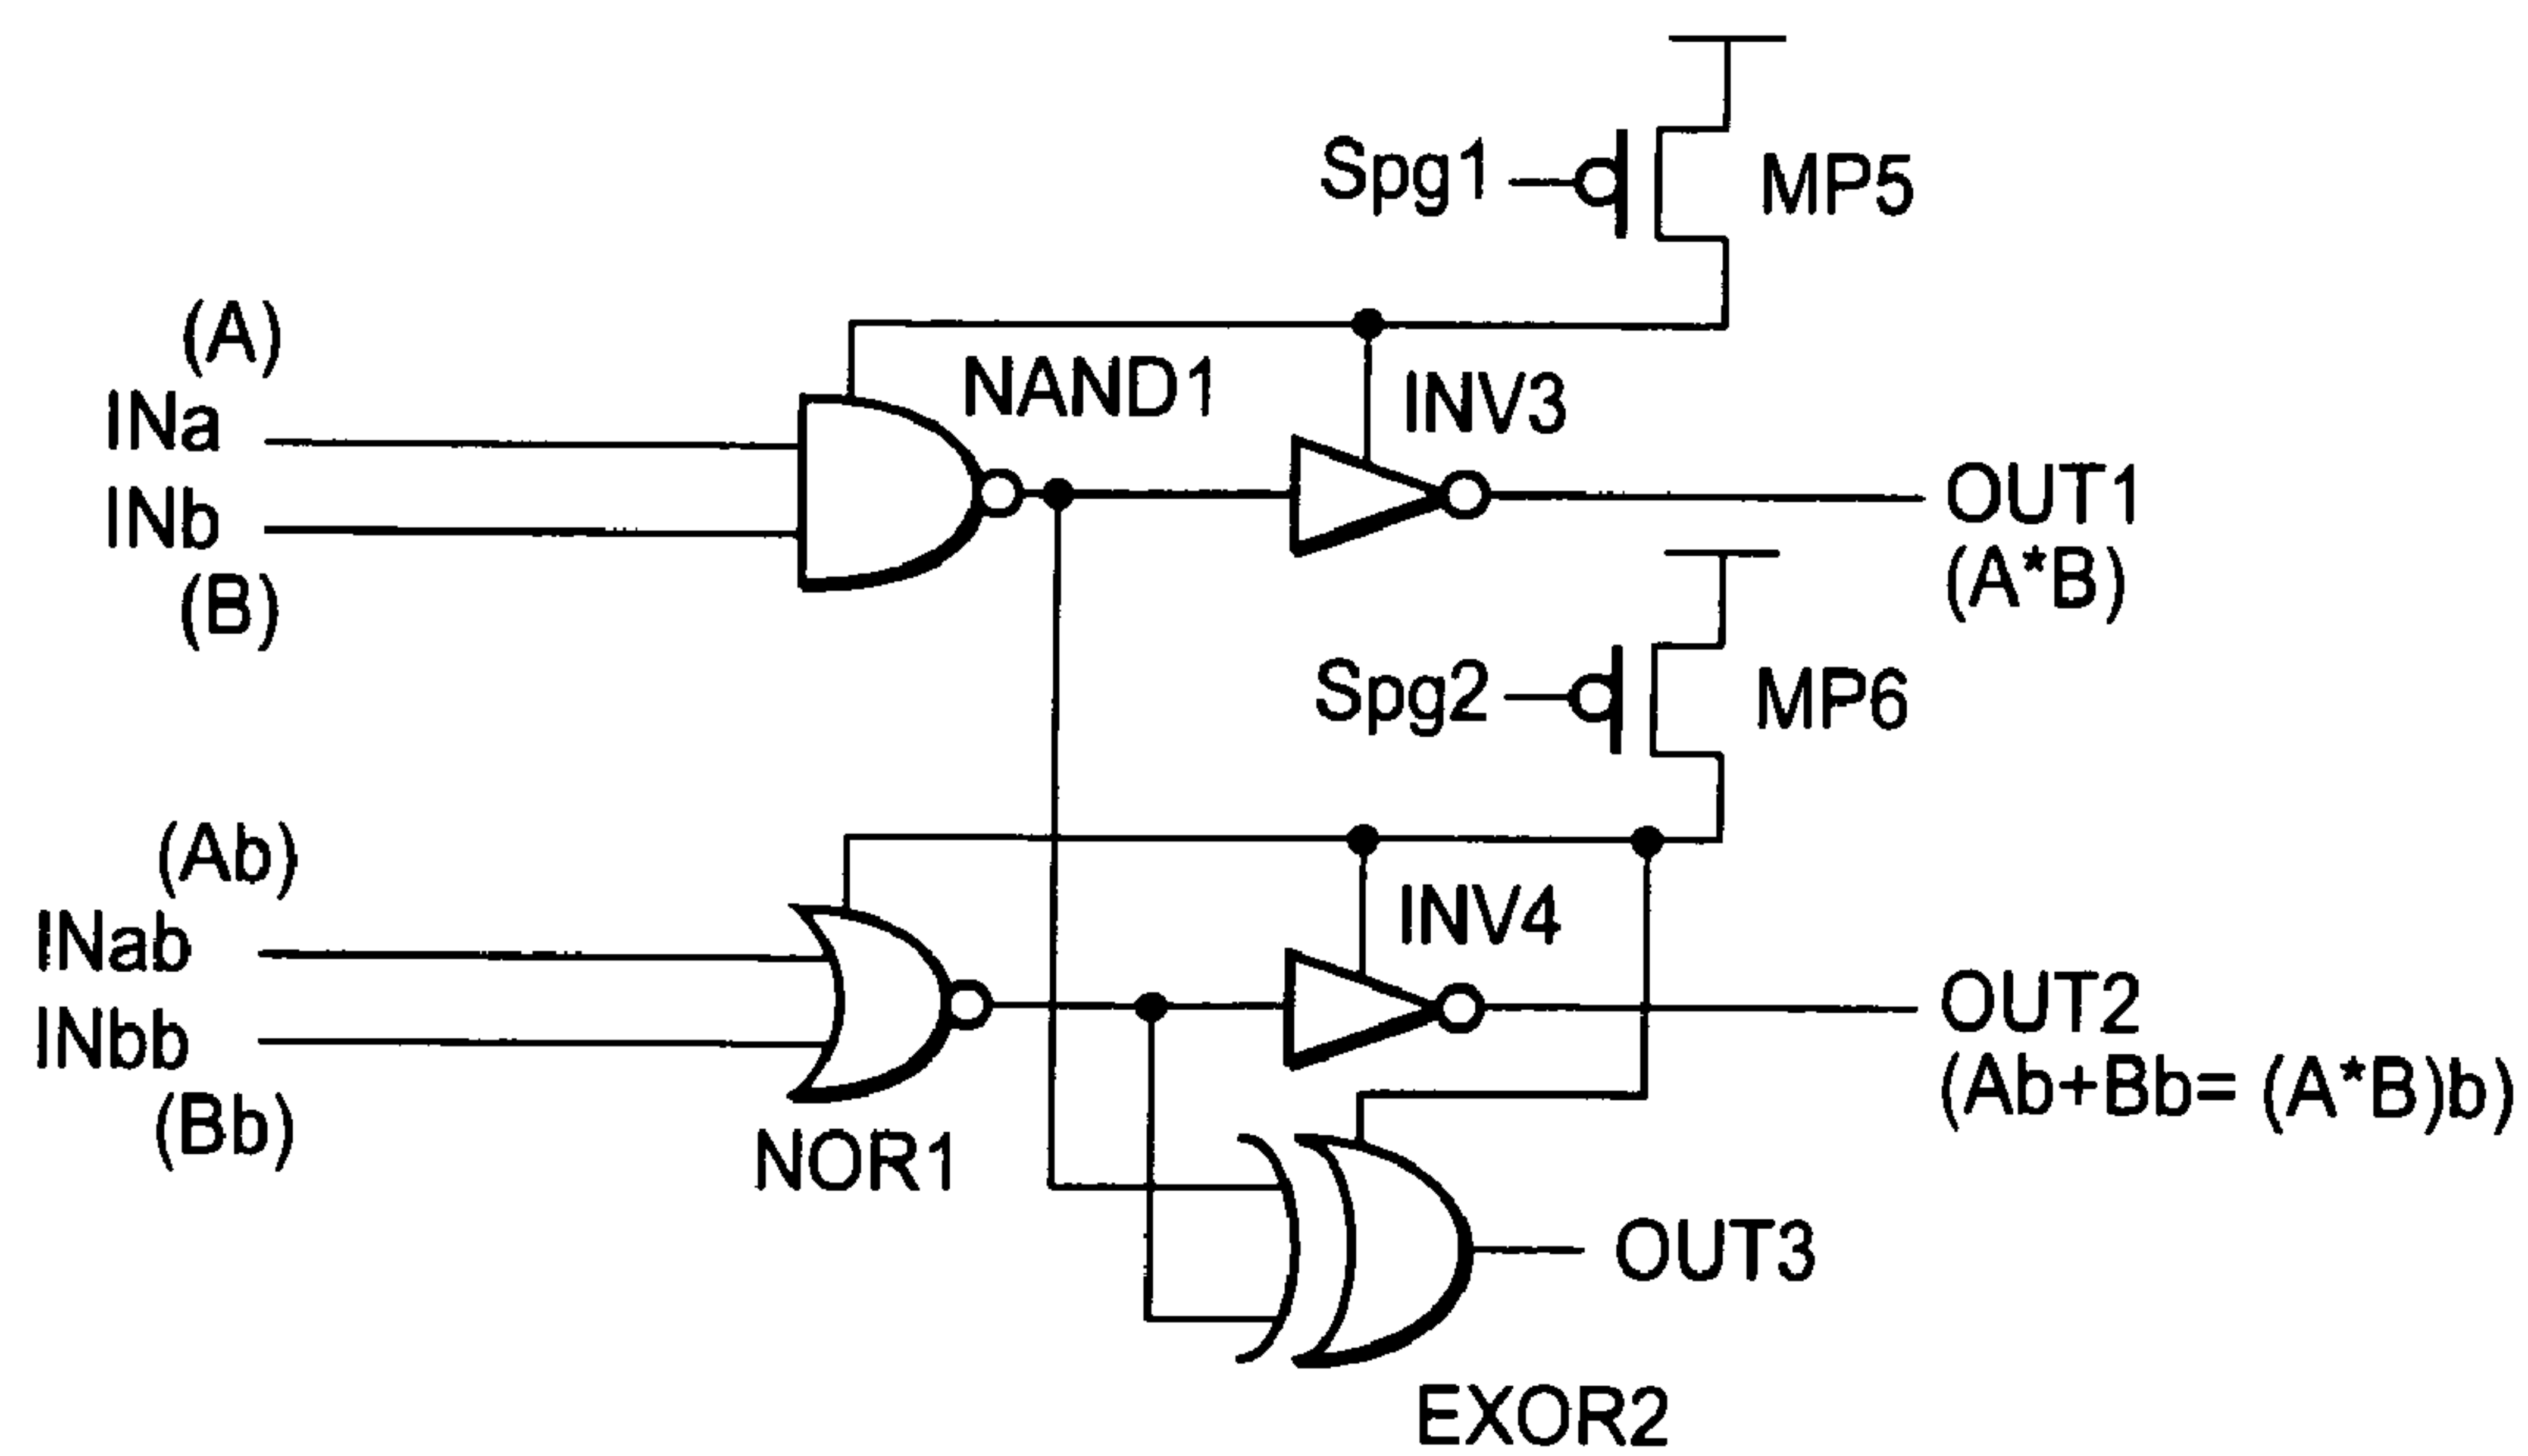 Spg1
MP5
(A)
NAND1
INa
INV3
INb
OUT1
(B)
(A*B)
Spg2
MP6
(Ab)
INab
INV4
INbb
OUT2
(Bb)
(Ab+Bb= (A*B)b)
NOR1
OUT3
EXOR2